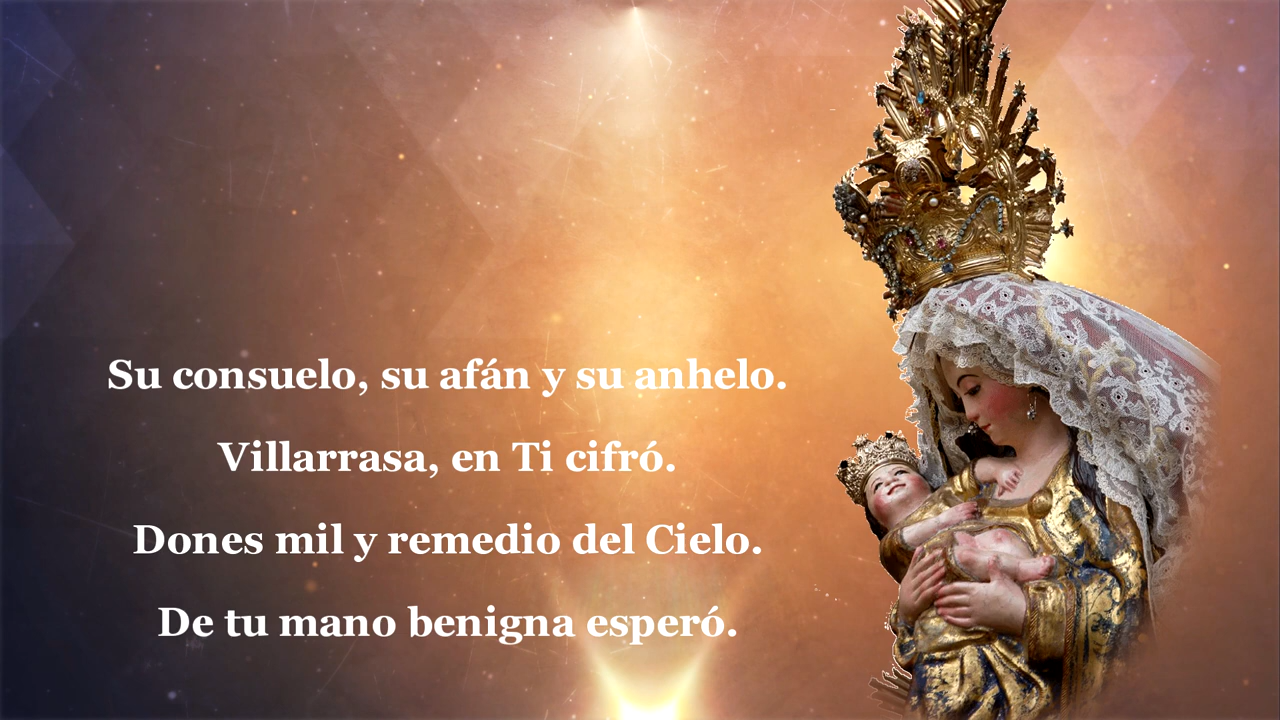 Su consuelo, su afán y su anhelo.
Villarrasa, en Ti cifró.
Dones mil y remedio del Cielo.
De tu mano benigna esperó.